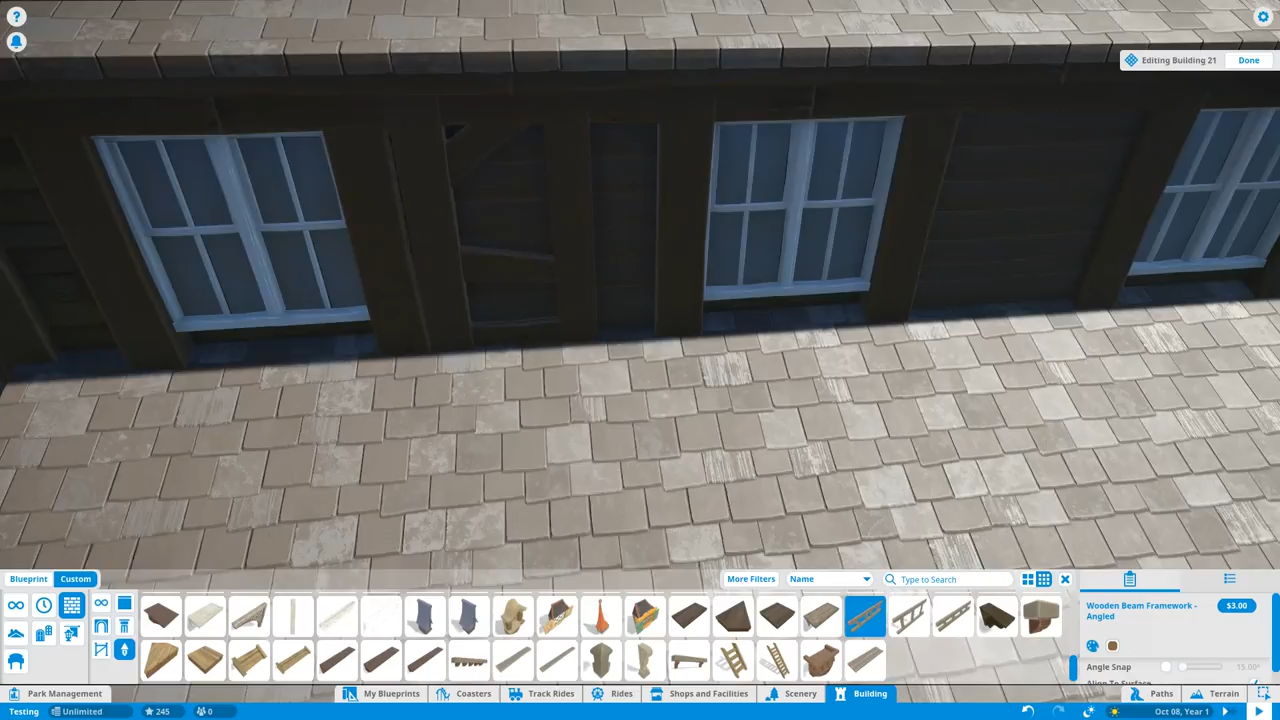 ?
Editing Building 21 Done
Blueprint Custom More Filters Name Type to Search
Wooden Beam Framework - Angled $3.00
Angle Snap 15.00°
Park Management My Blueprints Coasters Track Rides Rides Shops and Facilities Scenery Building Paths Terrain
Testing Unlimited 245 0 Oct 08, Year 1